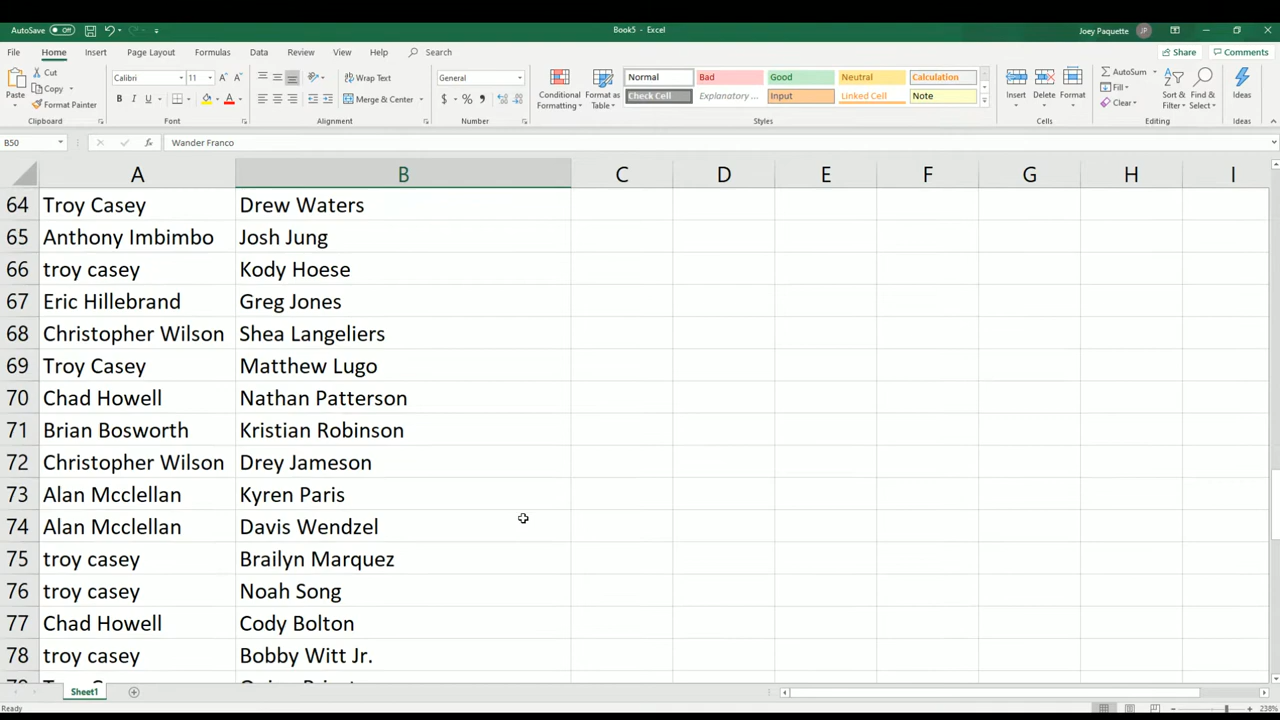 AutoSave Off Book5 - Excel Joey Paquette JP
File Home Insert Page Layout Formulas Data Review View Help Search Share Comments
Cut Calibri 11 A A Wrap Text General Normal Bad Good Neutral Calculation AutoSum
Paste Copy Conditional Formatting Format as Table Check Cell Explanatory ... Input Linked Cell Note Insert Delete Format Fill Sort & Filter Find & Select Ideas
Format Painter B I U A Merge & Center $ % , Clear
Clipboard Font Alignment Number Styles Cells Editing Ideas
B50 fx Wander Franco
A B C D E F G H I
64 Troy Casey Drew Waters
65 Anthony Imbimbo Josh Jung
66 troy casey Kody Hoese
67 Eric Hillebrand Greg Jones
68 Christopher Wilson Shea Langeliers
69 Troy Casey Matthew Lugo
70 Chad Howell Nathan Patterson
71 Brian Bosworth Kristian Robinson
72 Christopher Wilson Drey Jameson
73 Alan Mcclellan Kyren Paris
74 Alan Mcclellan Davis Wendzel
75 troy casey Brailyn Marquez
76 troy casey Noah Song
77 Chad Howell Cody Bolton
78 troy casey Bobby Witt Jr.
Sheet1
Ready 238%